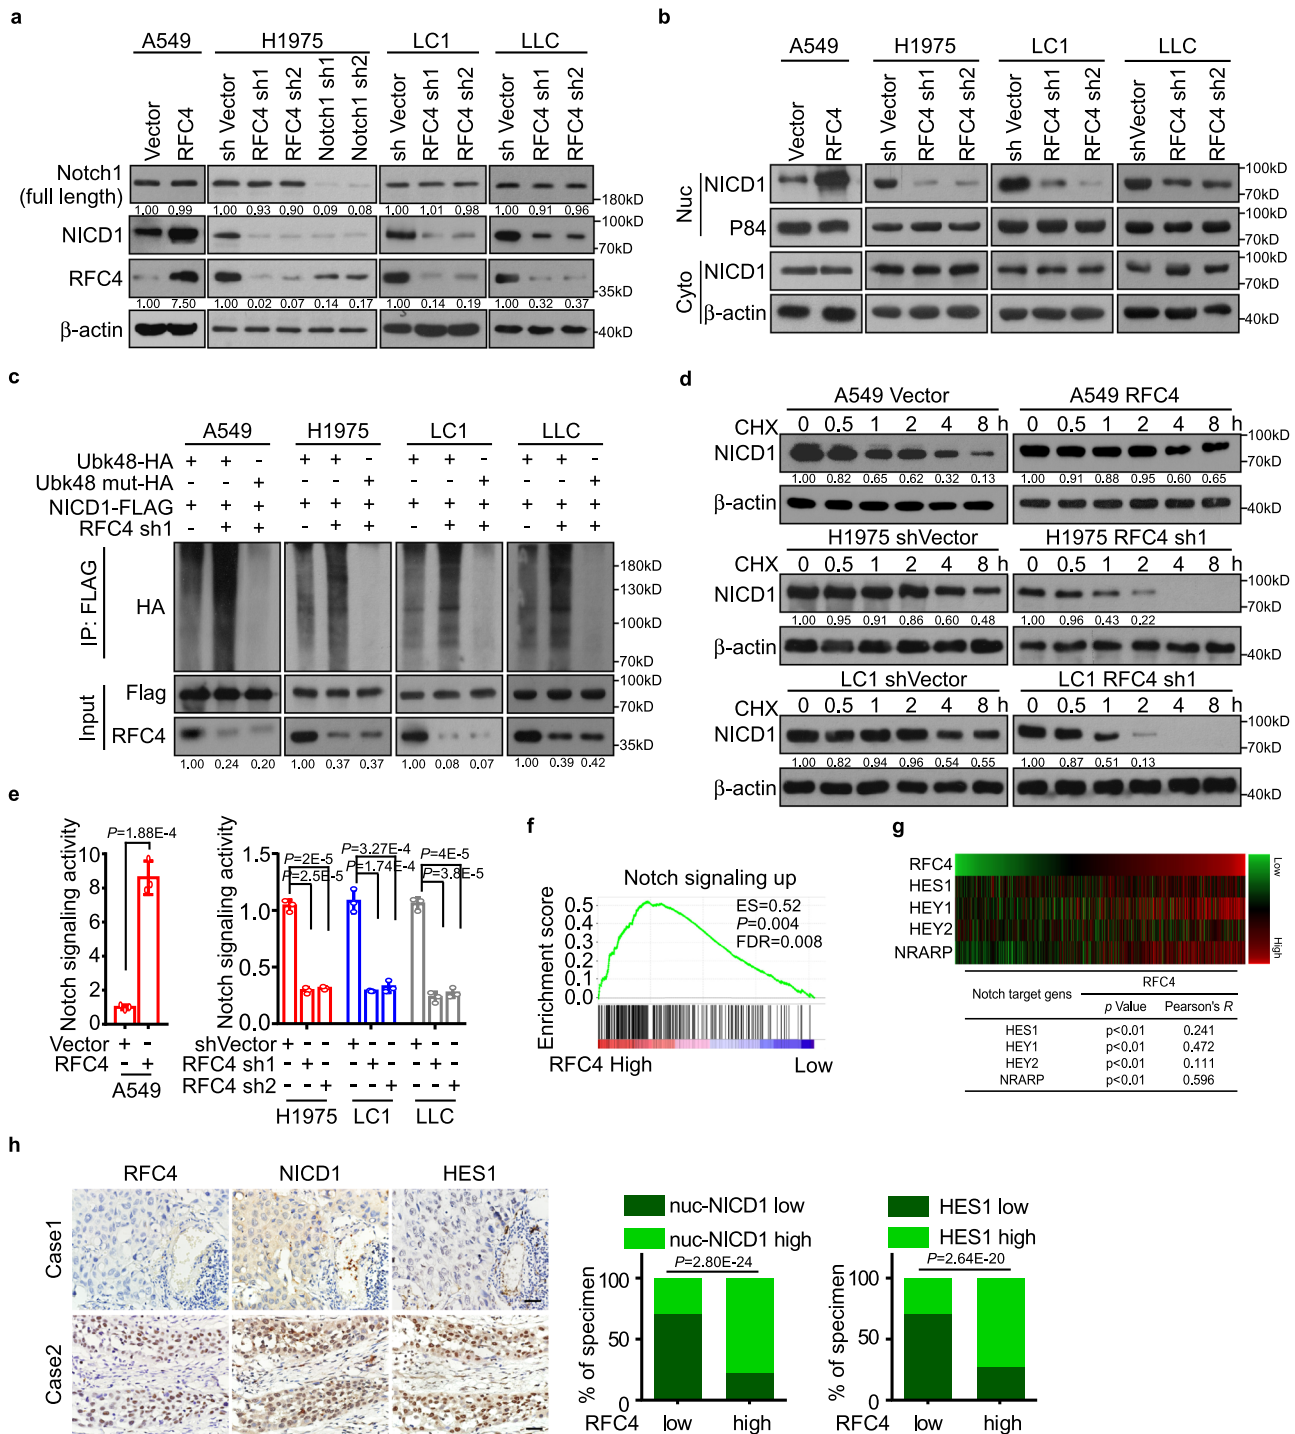 a
A549 H1975 LC1 LLC
Vector RFC4 sh Vector RFC4 sh1 RFC4 sh2 Notch1 sh1 Notch1 sh2 sh Vector RFC4 sh1 RFC4 sh2 sh Vector RFC4 sh1 RFC4 sh2
Notch1
(full length)
180kD
1.00 0.99 1.00 0.93 0.90 0.09 0.08 1.00 1.01 0.98 1.00 0.91 0.96
100kD
NICD1
70kD
RFC4
35kD
1.00 7.50 1.00 0.02 0.07 0.14 0.17 1.00 0.14 0.19 1.00 0.32 0.37
β-actin 40kD
b
A549 H1975 LC1 LLC
Vector RFC4 sh Vector RFC4 sh1 RFC4 sh2 sh Vector RFC4 sh1 RFC4 sh2 shVector RFC4 sh1 RFC4 sh2
Nuc
NICD1 100kD
70kD
P84 100kD
70kD
Cyto
NICD1 100kD
70kD
β-actin 40kD
c
A549 H1975 LC1 LLC
Ubk48-HA + + - + + - + + - + + -
Ubk48 mut-HA - - + - - + - - + - - +
NICD1-FLAG + + + + + + + + + + + +
RFC4 sh1 - + + - + + - + + - + +
IP: FLAG
HA
180kD
130kD
100kD
70kD
Input
Flag 100kD
70kD
RFC4 35kD
1.00 0.24 0.20 1.00 0.37 0.37 1.00 0.08 0.07 1.00 0.39 0.42
d
A549 Vector A549 RFC4
CHX 0 0.5 1 2 4 8 h 0 0.5 1 2 4 8 h
NICD1 100kD
70kD
1.00 0.82 0.65 0.62 0.32 0.13 1.00 0.91 0.88 0.95 0.60 0.65
β-actin 40kD
H1975 shVector H1975 RFC4 sh1
CHX 0 0.5 1 2 4 8 h 0 0.5 1 2 4 8 h
NICD1 100kD
70kD
1.00 0.95 0.91 0.86 0.60 0.48 1.00 0.96 0.43 0.22
β-actin 40kD
LC1 shVector LC1 RFC4 sh1
CHX 0 0.5 1 2 4 8 h 0 0.5 1 2 4 8 h
NICD1 100kD
70kD
1.00 0.82 0.94 0.96 0.54 0.55 1.00 0.87 0.51 0.13
β-actin 40kD
e
Notch signaling activity
P=1.88E-4
10
8
6
4
2
0
Vector + -
RFC4 - +
A549
Notch signaling activity
P=2E-5 P=3.27E-4 P=4E-5
P=2.5E-5 P=1.74E-4 P=3.8E-5
1.5
1.0
0.5
0.0
shVector + - - + - - + - -
RFC4 sh1 - + - - + - - + -
RFC4 sh2 - - + - - + - - +
H1975 LC1 LLC
f
Notch signaling up
Enrichment score
0.5
0.4
0.3
0.2
0.1
0.0
ES=0.52
P=0.004
FDR=0.008
RFC4 High Low
g
RFC4
HES1
HEY1
HEY2
NRARP
Low
High
RFC4
Notch target gens
p Value Pearson's R
HES1 p<0.01 0.241
HEY1 p<0.01 0.472
HEY2 p<0.01 0.111
NRARP p<0.01 0.596
h
RFC4 NICD1 HES1
Case1
Case2
nuc-NICD1 low
nuc-NICD1 high
P=2.80E-24
% of specimen
100
50
0
RFC4 low high
HES1 low
HES1 high
P=2.64E-20
% of specimen
100
50
0
RFC4 low high